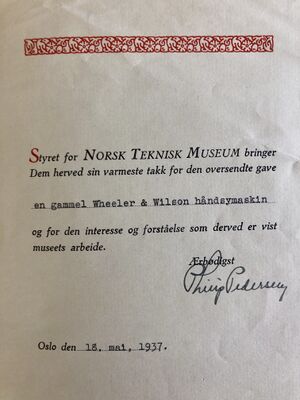 Styret for NORSK TEKNISK MUSEUM bringer
Dem herved sin varmeste takk for den oversendte gave
en gammel Wheeler & Wilson håndsymaskin
og for den interesse og forståelse som derved er vist
museets arbeide.
Ærbødigst
Philip Pedersen
Oslo den 18. mai, 1937.